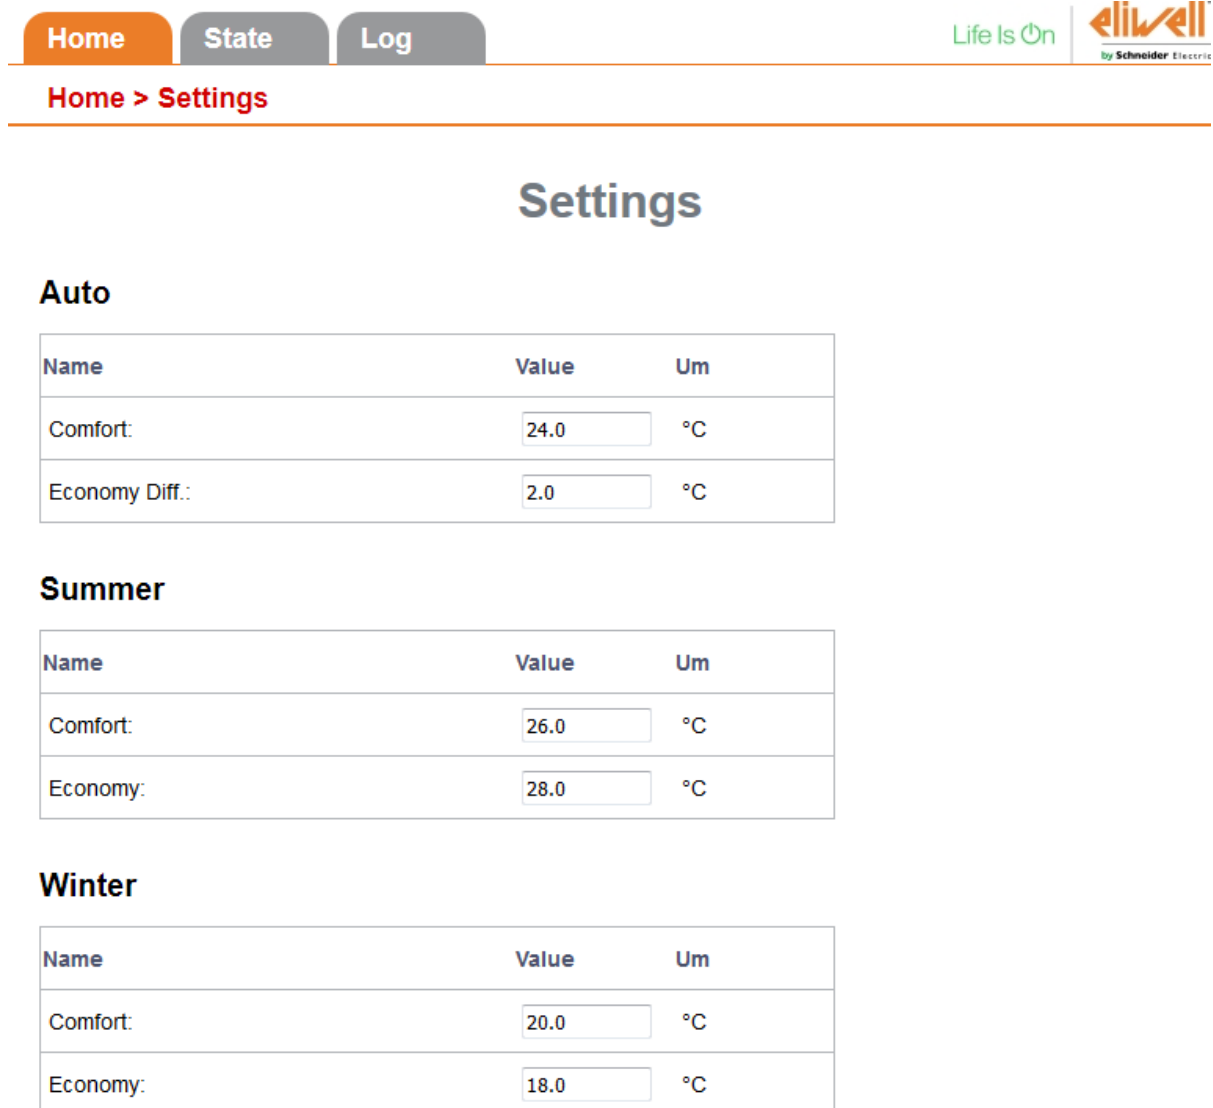 Home State Log Life Is On eliwell
by Schneider Electric
Home > Settings
Settings
Auto
Name Value Um
Comfort: 24.0 °C
Economy Diff.: 2.0 °C
Summer
Name Value Um
Comfort: 26.0 °C
Economy: 28.0 °C
Winter
Name Value Um
Comfort: 20.0 °C
Economy: 18.0 °C